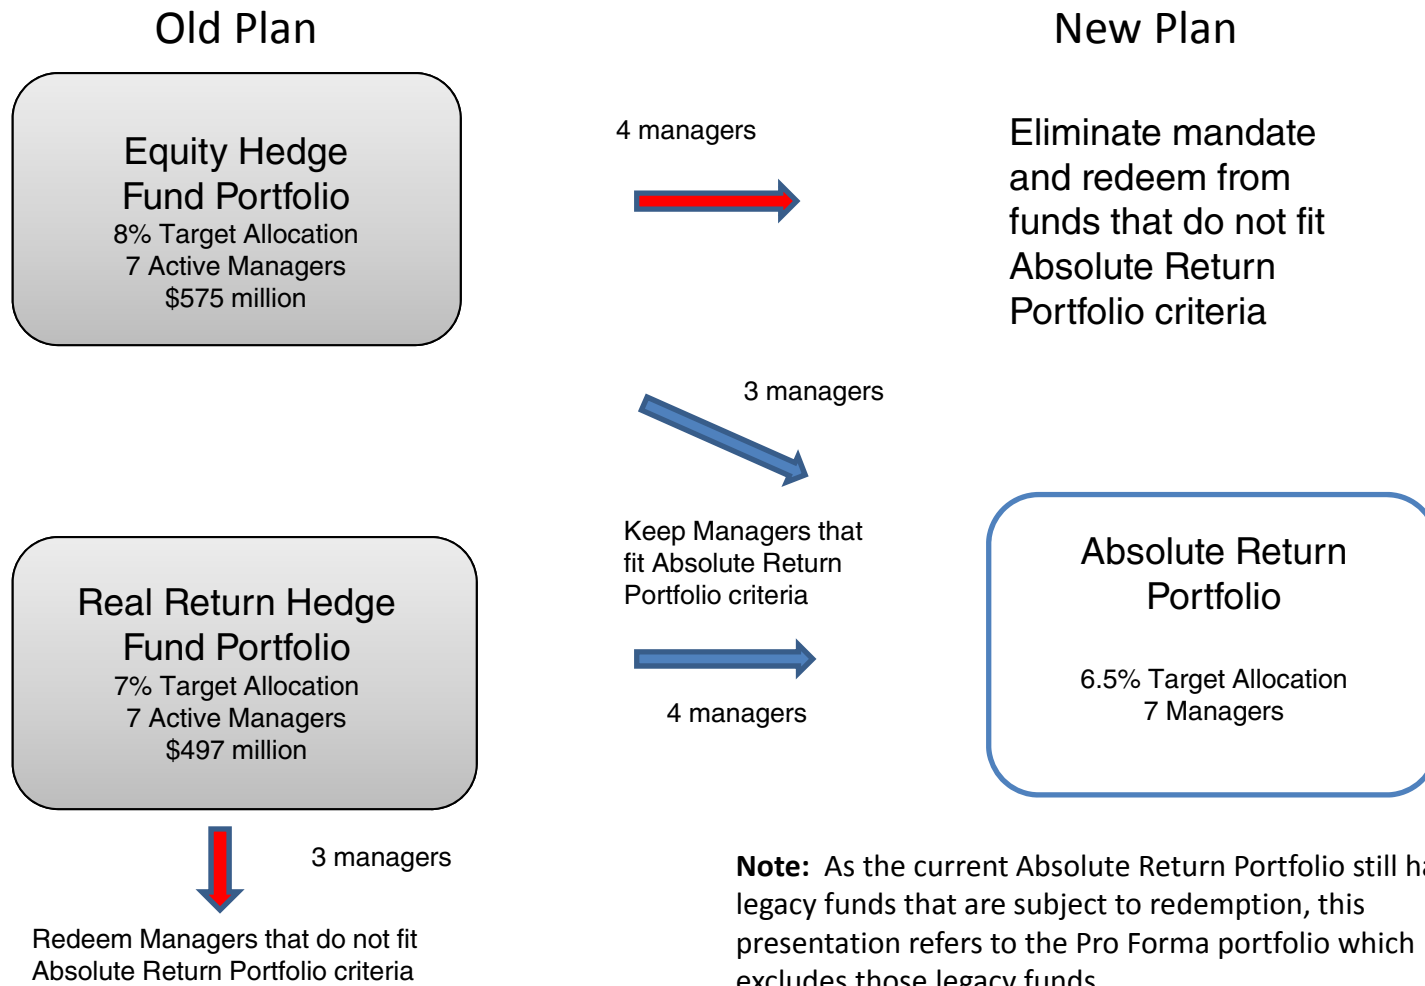 Old Plan
New Plan
Equity Hedge
Fund Portfolio
8% Target Allocation
7 Active Managers
$575 million
4 managers
Eliminate mandate
and redeem from
funds that do not fit
Absolute Return
Portfolio criteria
3 managers
Keep Managers that
fit Absolute Return
Portfolio criteria
4 managers
Real Return Hedge
Fund Portfolio
7% Target Allocation
7 Active Managers
$497 million
Absolute Return
Portfolio
6.5% Target Allocation
7 Managers
3 managers
Redeem Managers that do not fit
Absolute Return Portfolio criteria
Note: As the current Absolute Return Portfolio still
legacy funds that are subject to redemption, this
presentation refers to the Pro Forma portfolio which
excludes those legacy funds